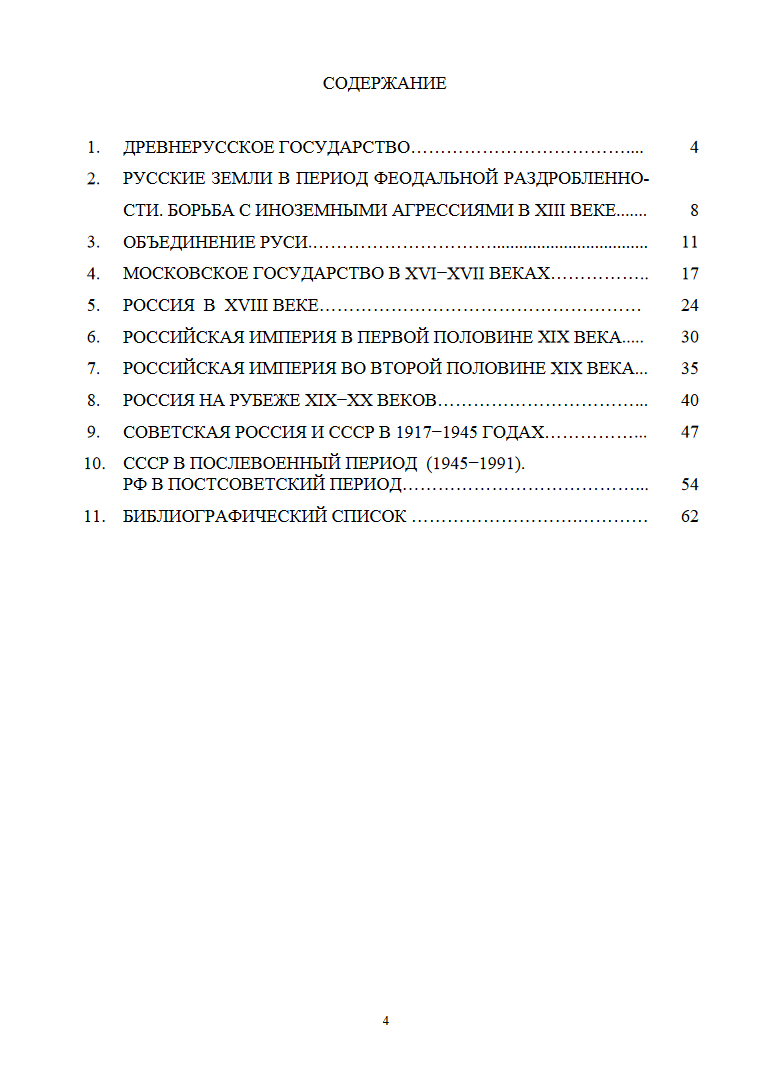 СОДЕРЖАНИЕ
1. ДРЕВНЕРУССКОЕ ГОСУДАРСТВО……………………………….... 4
2. РУССКИЕ ЗЕМЛИ В ПЕРИОД ФЕОДАЛЬНОЙ РАЗДРОБЛЕННО-
СТИ. БОРЬБА С ИНОЗЕМНЫМИ АГРЕССИЯМИ В XIII ВЕКЕ....... 8
3. ОБЪЕДИНЕНИЕ РУСИ.…………………………................................... 11
4. МОСКОВСКОЕ ГОСУДАРСТВО В XVI−XVII ВЕКАХ…………….. 17
5. РОССИЯ В XVIII ВЕКЕ……………………………………………… 24
6. РОССИЙСКАЯ ИМПЕРИЯ В ПЕРВОЙ ПОЛОВИНЕ XIX ВЕКА..... 30
7. РОССИЙСКАЯ ИМПЕРИЯ ВО ВТОРОЙ ПОЛОВИНЕ XIX ВЕКА... 35
8. РОССИЯ НА РУБЕЖЕ XIX−XX ВЕКОВ……………………………... 40
9. СОВЕТСКАЯ РОССИЯ И СССР В 1917−1945 ГОДАХ……………... 47
10. СССР В ПОСЛЕВОЕННЫЙ ПЕРИОД (1945−1991).
РФ В ПОСТСОВЕТСКИЙ ПЕРИОД…………………………………... 54
11. БИБЛИОГРАФИЧЕСКИЙ СПИСОК ……………………….………… 62
4